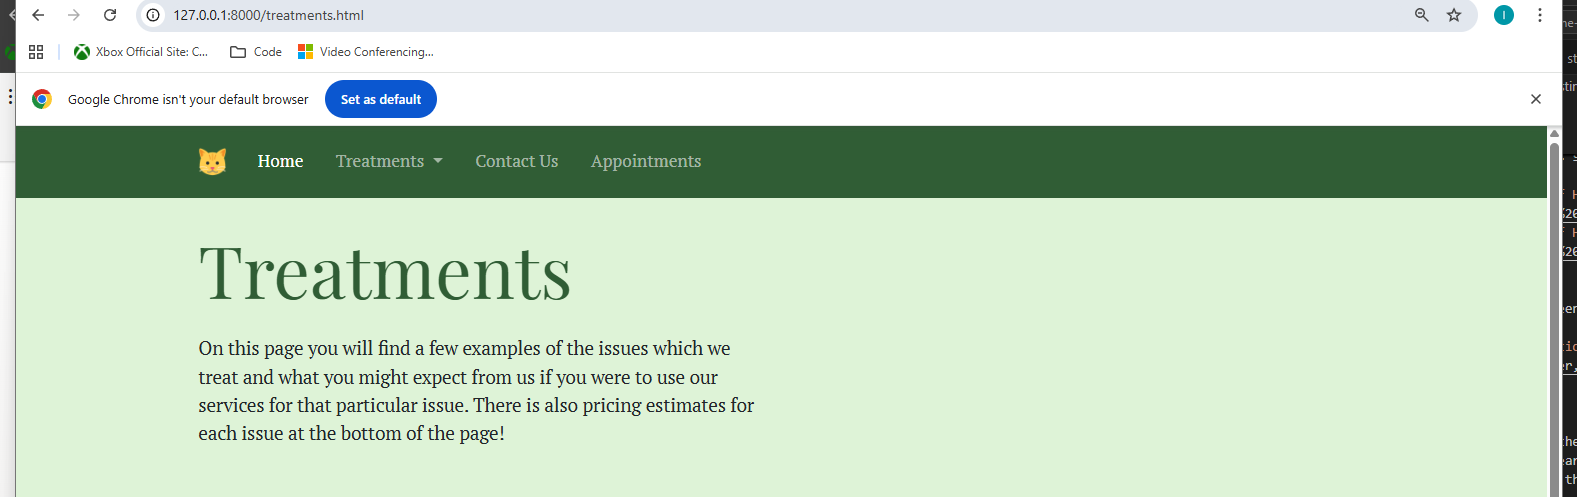 127.0.0.1:8000/treatments.html
I
Xbox Official Site: C... Code Video Conferencing...
Google Chrome isn't your default browser Set as default
Home Treatments Contact Us Appointments
Treatments
On this page you will find a few examples of the issues which we
treat and what you might expect from us if you were to use our
services for that particular issue. There is also pricing estimates for
each issue at the bottom of the page!